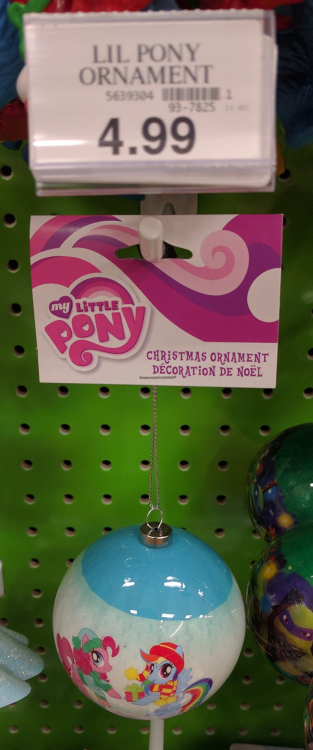 LIL PONY
ORNAMENT
5639304 1
93-7825
4.99
my LiTTLE
PONY
CHRISTMAS ORNAMENT
DÉCORATION DE NOËL